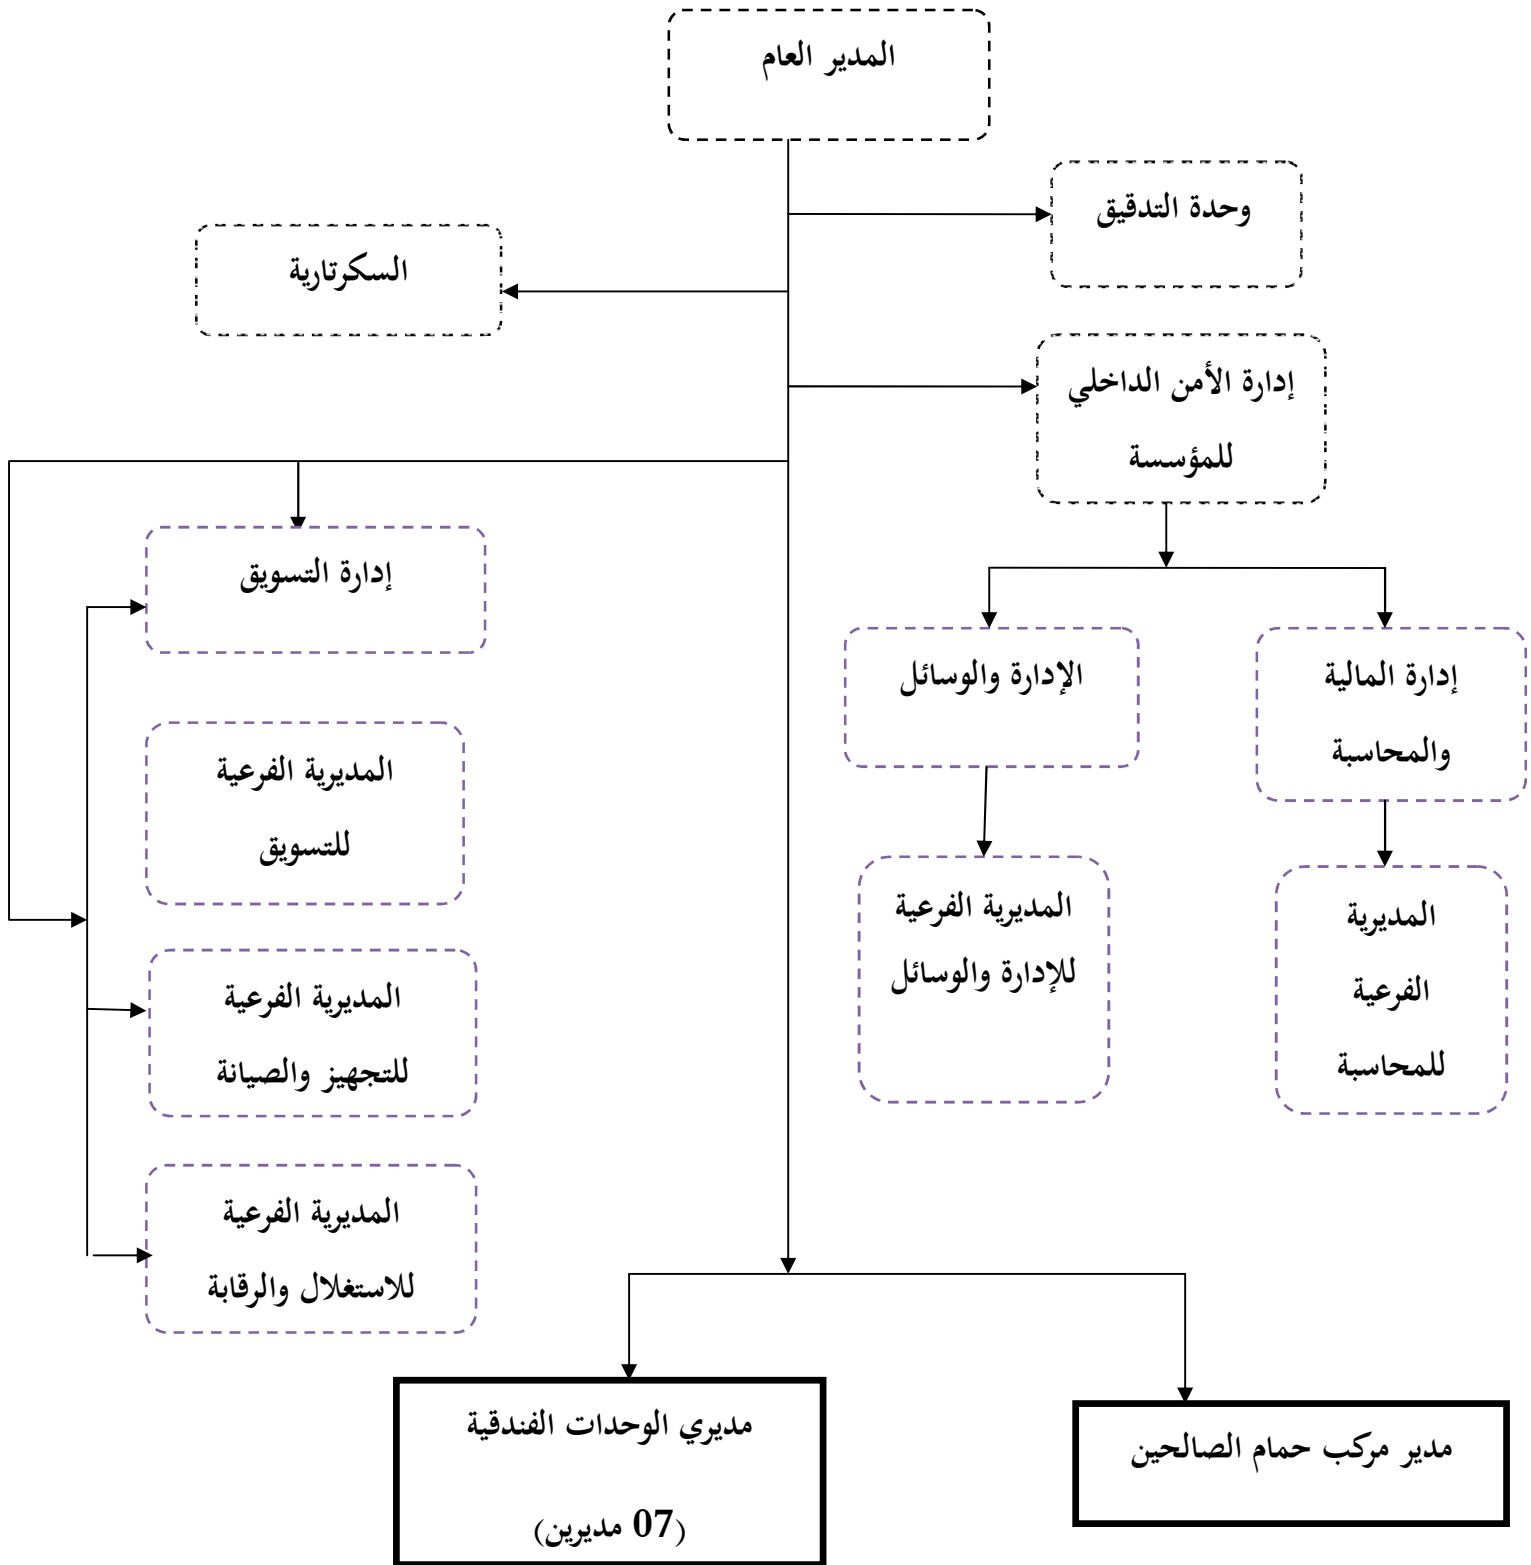 المدير العام
وحدة التدقيق
السكرتارية
إدارة الأمن الداخلي
للمؤسسة
إدارة التسويق
الإدارة والوسائل
إدارة المالية
والمحاسبة
المديرية الفرعية
للتسويق
المديرية الفرعية
للإدارة والوسائل
المديرية
الفرعية
للمحاسبة
المديرية الفرعية
للتجهيز والصيانة
المديرية الفرعية
للاستغلال والرقابة
مدير مركب حمام الصالحين
مديري الوحدات الفندقية
(07 مديرين)